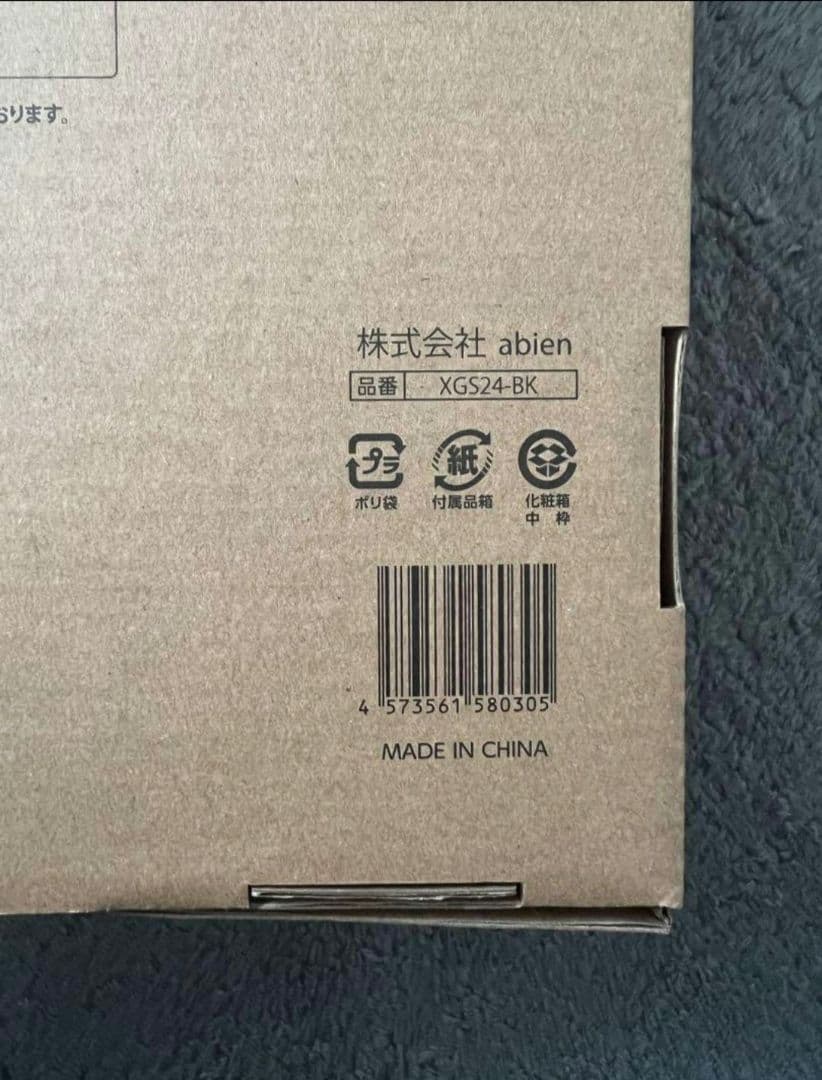 おります。
株式会社 abien
品番 XGS24-BK
プラ 紙
ポリ袋 付属品箱 化粧箱
中 枠
4 573561 580305
MADE IN CHINA